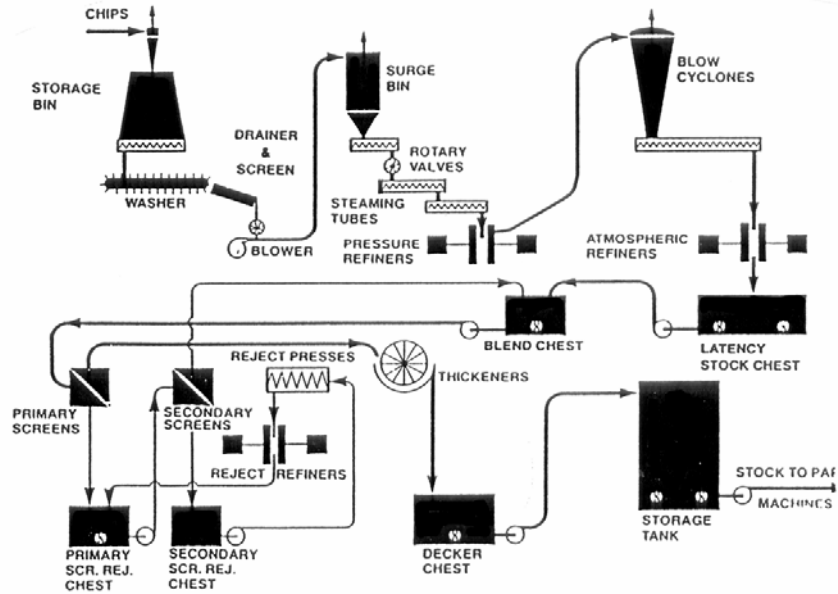 CHIPS
STORAGE
BIN
DRAINER
&
SCREEN
WASHER
BLOWER
SURGE
BIN
ROTARY
VALVES
STEAMING
TUBES
PRESSURE
REFINERS
BLOW
CYCLONES
ATMOSPHERIC
REFINERS
BLEND CHEST
LATENCY
STOCK CHEST
REJECT PRESSES
THICKENERS
PRIMARY
SCREENS
SECONDARY
SCREENS
REJECT REFINERS
PRIMARY
SCR. REJ.
CHEST
SECONDARY
SCR. REJ.
CHEST
DECKER
CHEST
STORAGE
TANK
STOCK TO PAP
MACHINES